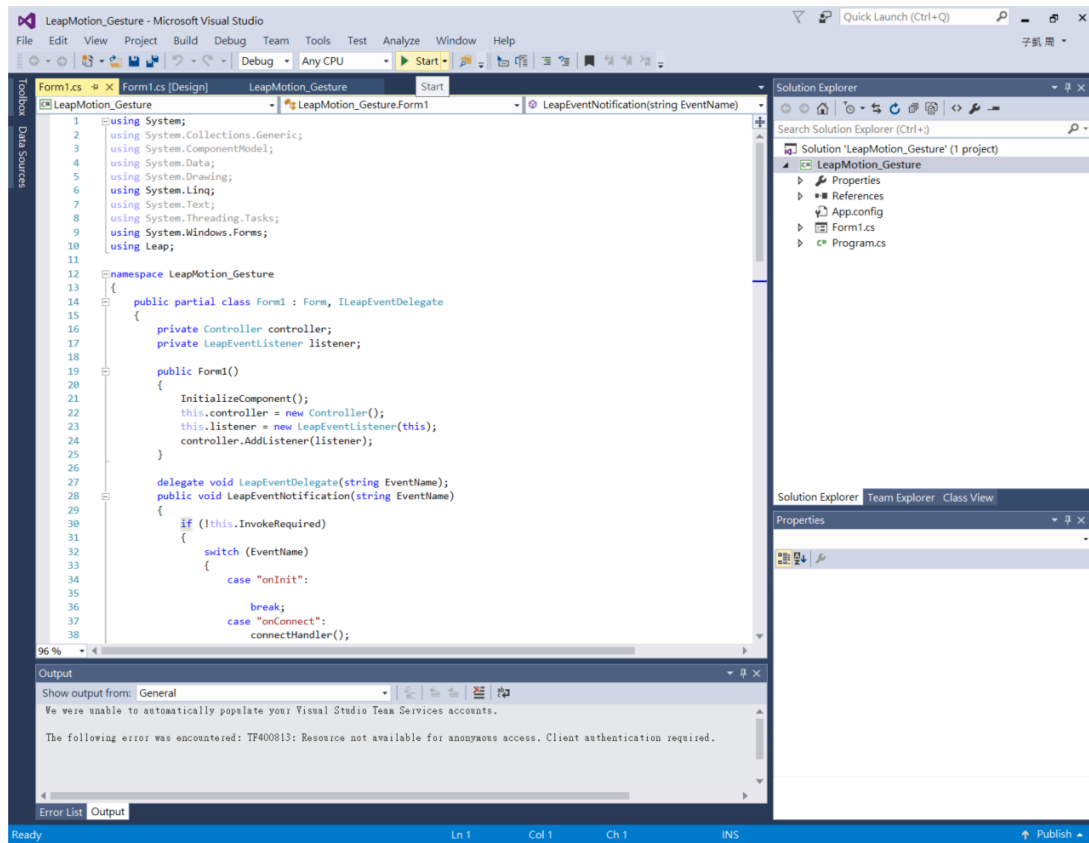 LeapMotion_Gesture - Microsoft Visual Studio
Quick Launch (Ctrl+Q)
File Edit View Project Build Debug Team Tools Test Analyze Window Help
子凱 周
Debug Any CPU Start
Form1.cs Form1.cs [Design] LeapMotion_Gesture
Start
LeapMotion_Gesture LeapMotion_Gesture.Form1 LeapEventNotification(string EventName)
Toolbox
Data Sources
1 using System;
2 using System.Collections.Generic;
3 using System.ComponentModel;
4 using System.Data;
5 using System.Drawing;
6 using System.Linq;
7 using System.Text;
8 using System.Threading.Tasks;
9 using System.Windows.Forms;
10 using Leap;
11
12 namespace LeapMotion_Gesture
13 {
14 public partial class Form1 : Form, ILeapEventDelegate
15 {
16 private Controller controller;
17 private LeapEventListener listener;
18
19 public Form1()
20 {
21 InitializeComponent();
22 this.controller = new Controller();
23 this.listener = new LeapEventListener(this);
24 controller.AddListener(listener);
25 }
26
27 delegate void LeapEventDelegate(string EventName);
28 public void LeapEventNotification(string EventName)
29 {
30 if (!this.InvokeRequired)
31 {
32 switch (EventName)
33 {
34 case "onInit":
35
36 break;
37 case "onConnect":
38 connectHandler();
96 %
Output
Show output from: General
We were unable to automatically populate your Visual Studio Team Services accounts.
The following error was encountered: TF400813: Resource not available for anonymous access. Client authentication required.
Error List Output
Solution Explorer
Search Solution Explorer (Ctrl+;)
Solution 'LeapMotion_Gesture' (1 project)
C# LeapMotion_Gesture
Properties
References
App.config
Form1.cs
C# Program.cs
Solution Explorer Team Explorer Class View
Properties
Ready Ln 1 Col 1 Ch 1 INS Publish